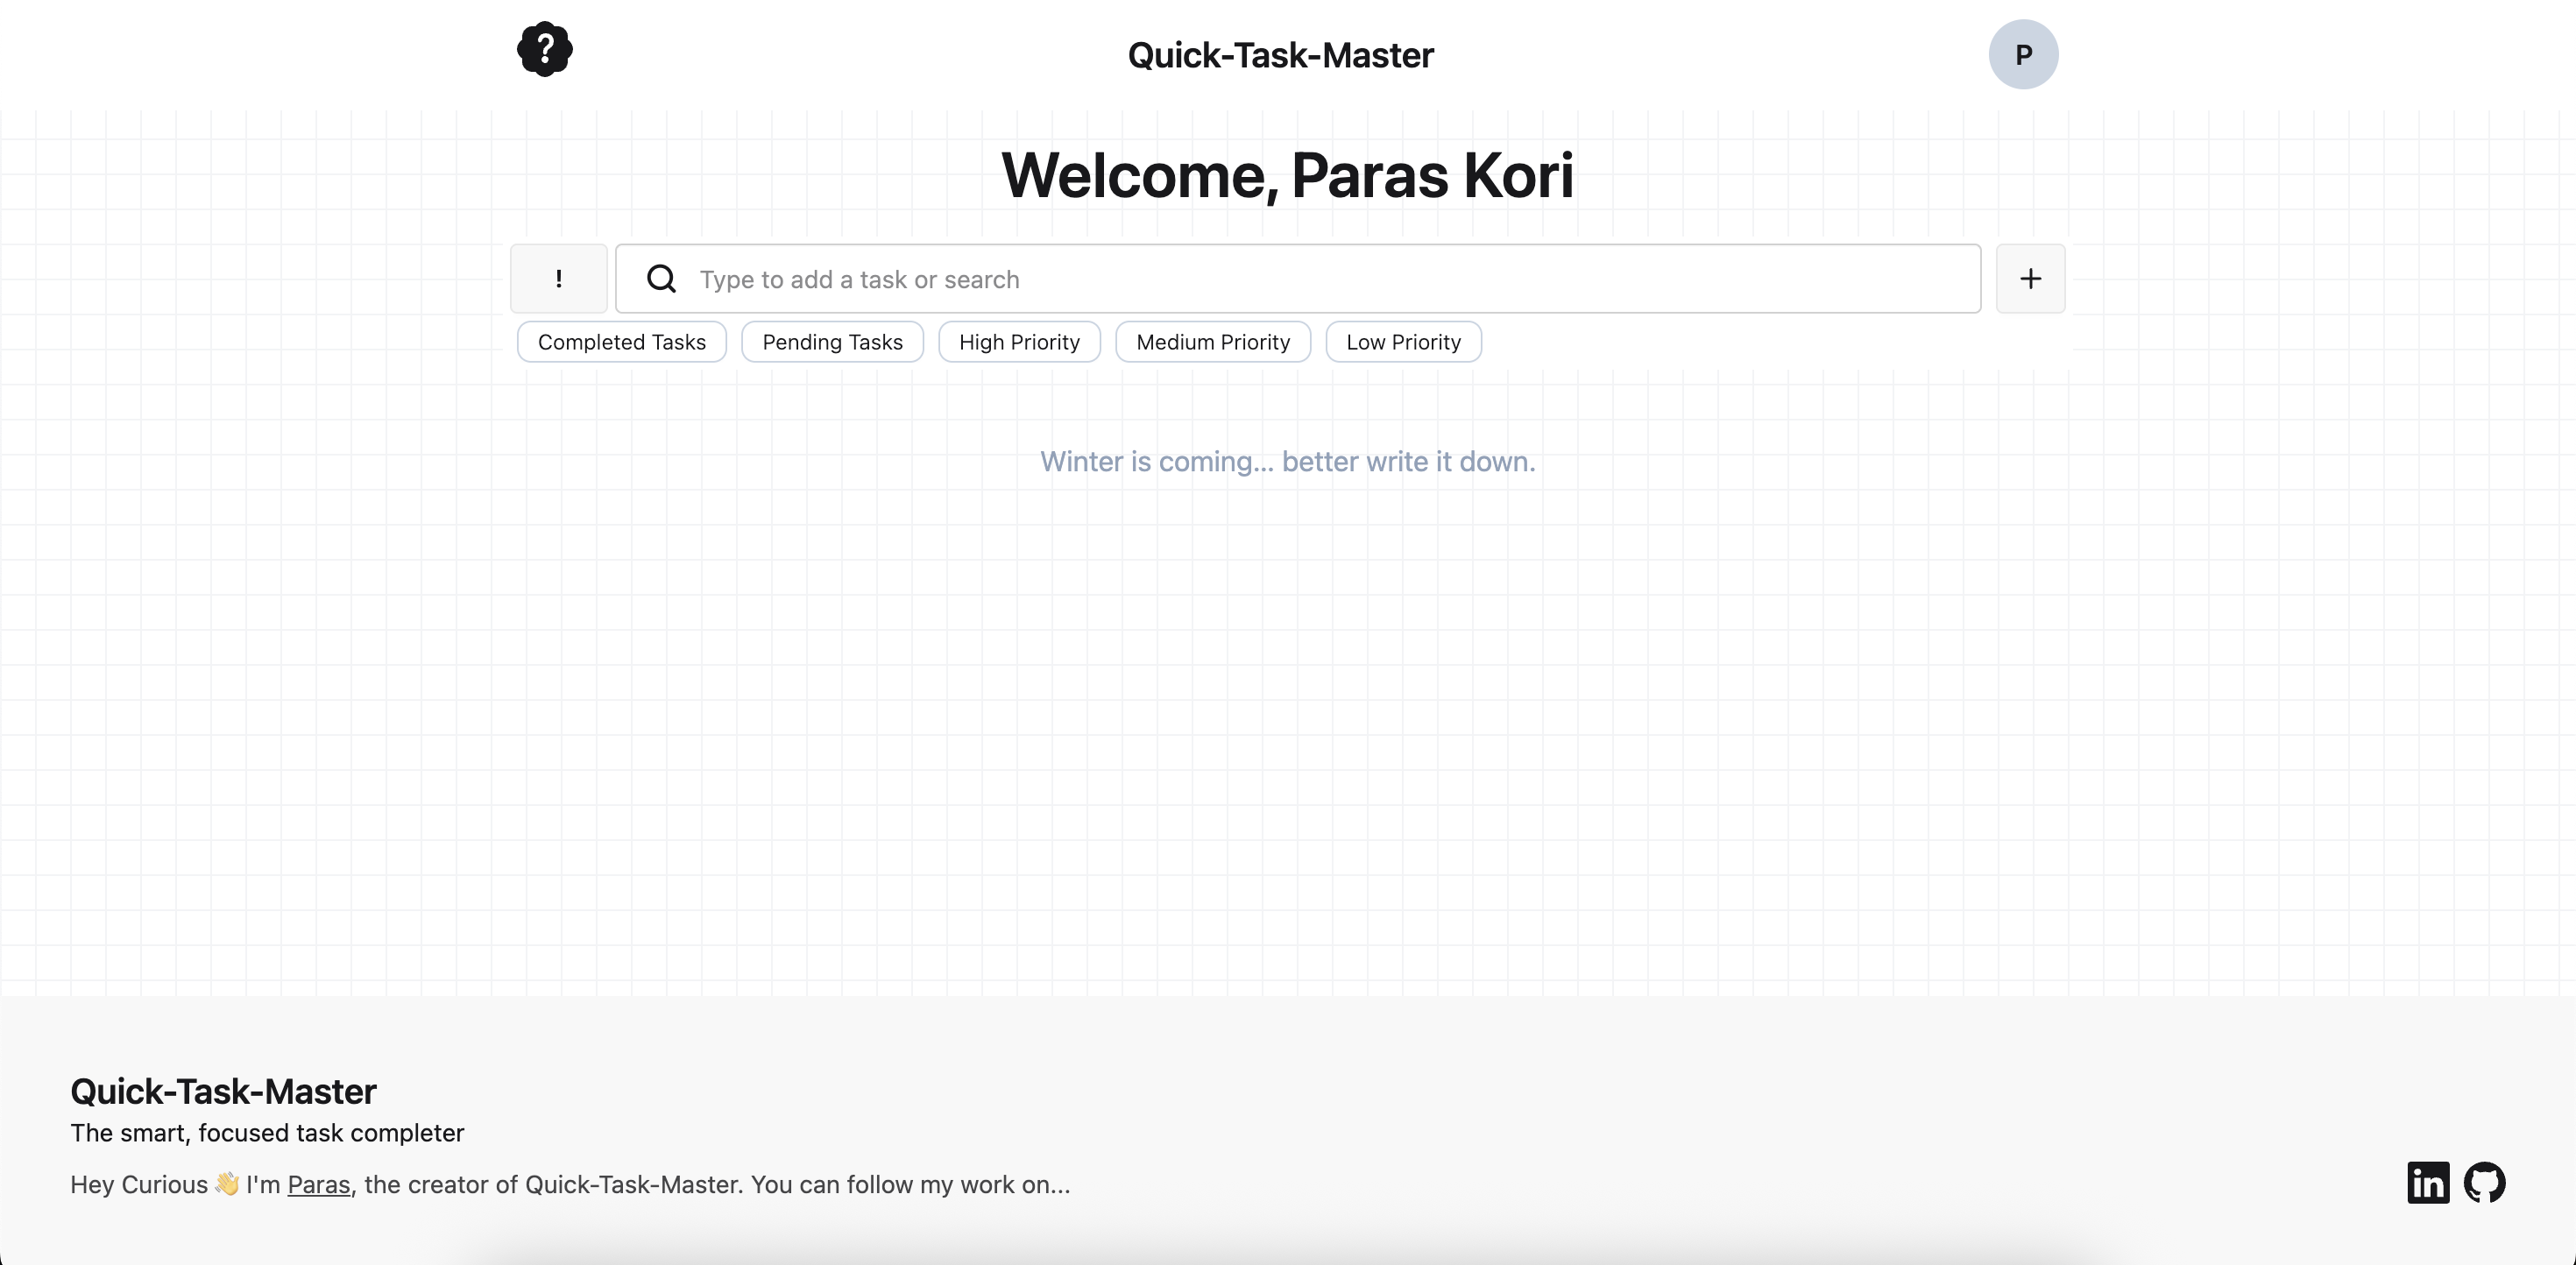 ?
Quick-Task-Master
P
Welcome, Paras Kori
!
Type to add a task or search
+
Completed Tasks
Pending Tasks
High Priority
Medium Priority
Low Priority
Winter is coming... better write it down.
Quick-Task-Master
The smart, focused task completer
Hey Curious 👋 I'm Paras, the creator of Quick-Task-Master. You can follow my work on...
in